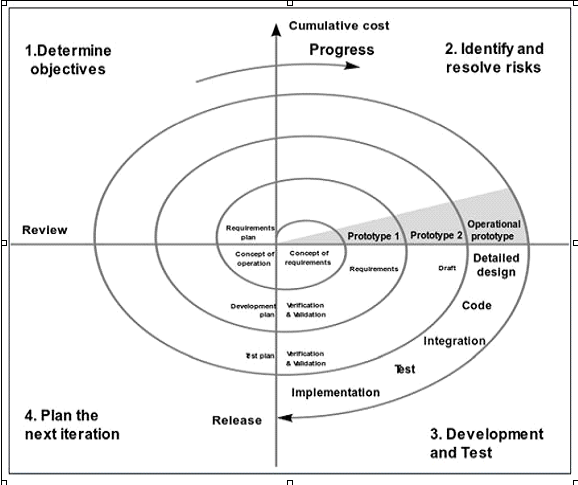 Cumulative cost
Progress
1.Determine
objectives
2. Identify and
resolve risks
Review
Requirements
plan
Prototype 1
Prototype 2
Operational
prototype
Concept of
operation
Concept of
requirements
Requirements
Draft
Detailed
design
Development
plan
Verification
& Validation
Code
Integration
Test plan
Verification
& Validation
Test
Implementation
4. Plan the
next iteration
Release
3. Development
and Test